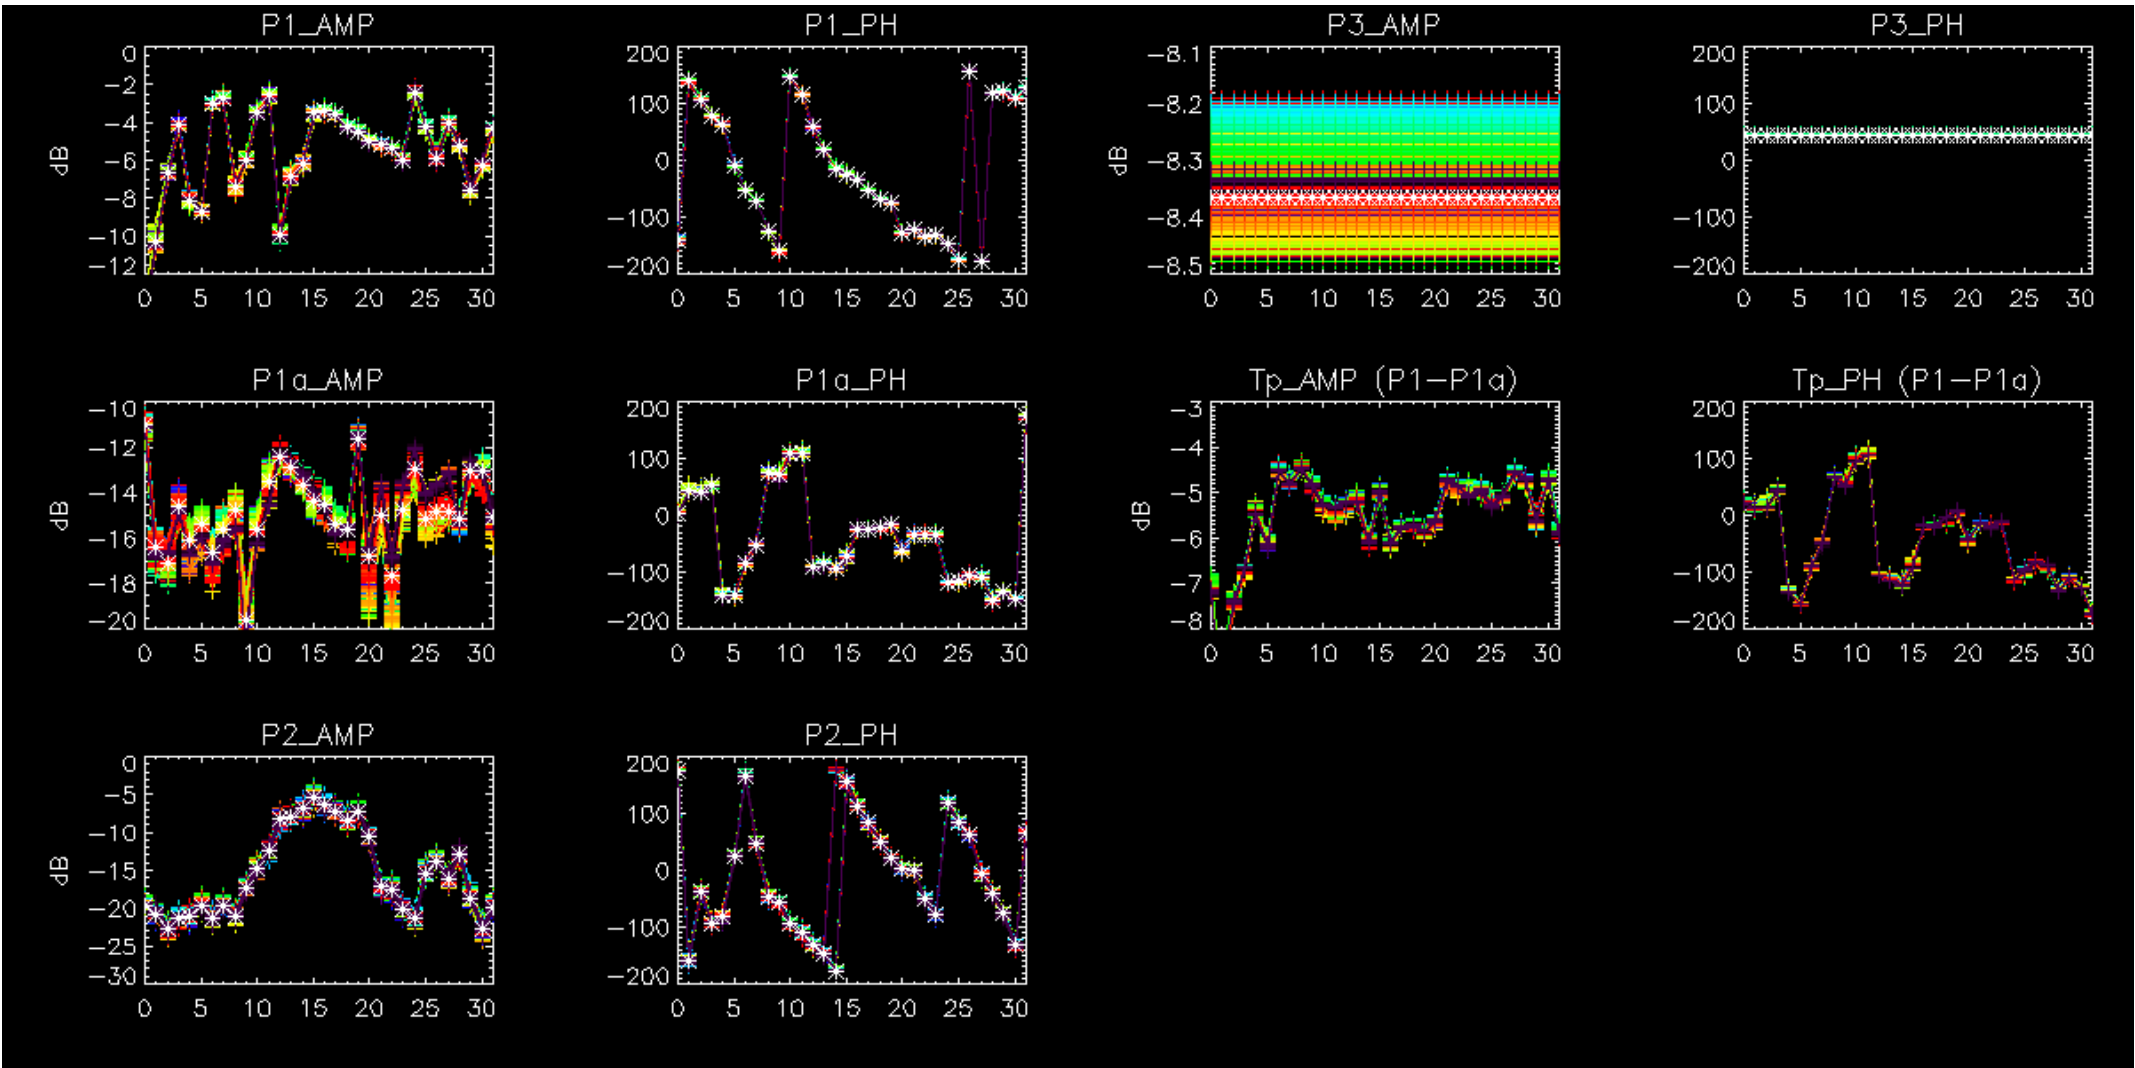 P1_AMP
P1_PH
P3_AMP
P3_PH
0
−2
−4
−6
−8
−10
−12
dB
0 5 10 15 20 25 30
200
100
0
−100
−200
0 5 10 15 20 25 30
−8.1
−8.2
−8.3
−8.4
−8.5
dB
0 5 10 15 20 25 30
200
100
0
−100
−200
0 5 10 15 20 25 30
P1a_AMP
P1a_PH
Tp_AMP (P1−P1a)
Tp_PH (P1−P1a)
−10
−12
−14
−16
−18
−20
dB
0 5 10 15 20 25 30
200
100
0
−100
−200
0 5 10 15 20 25 30
−3
−4
−5
−6
−7
−8
dB
0 5 10 15 20 25 30
200
100
0
−100
−200
0 5 10 15 20 25 30
P2_AMP
P2_PH
0
−5
−10
−15
−20
−25
−30
dB
0 5 10 15 20 25 30
200
100
0
−100
−200
0 5 10 15 20 25 30